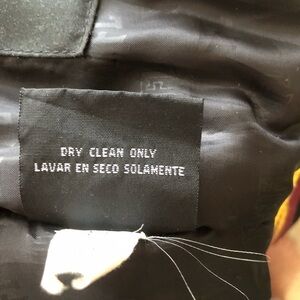 DRY CLEAN ONLY
LAVAR EN SECO SOLAMENTE